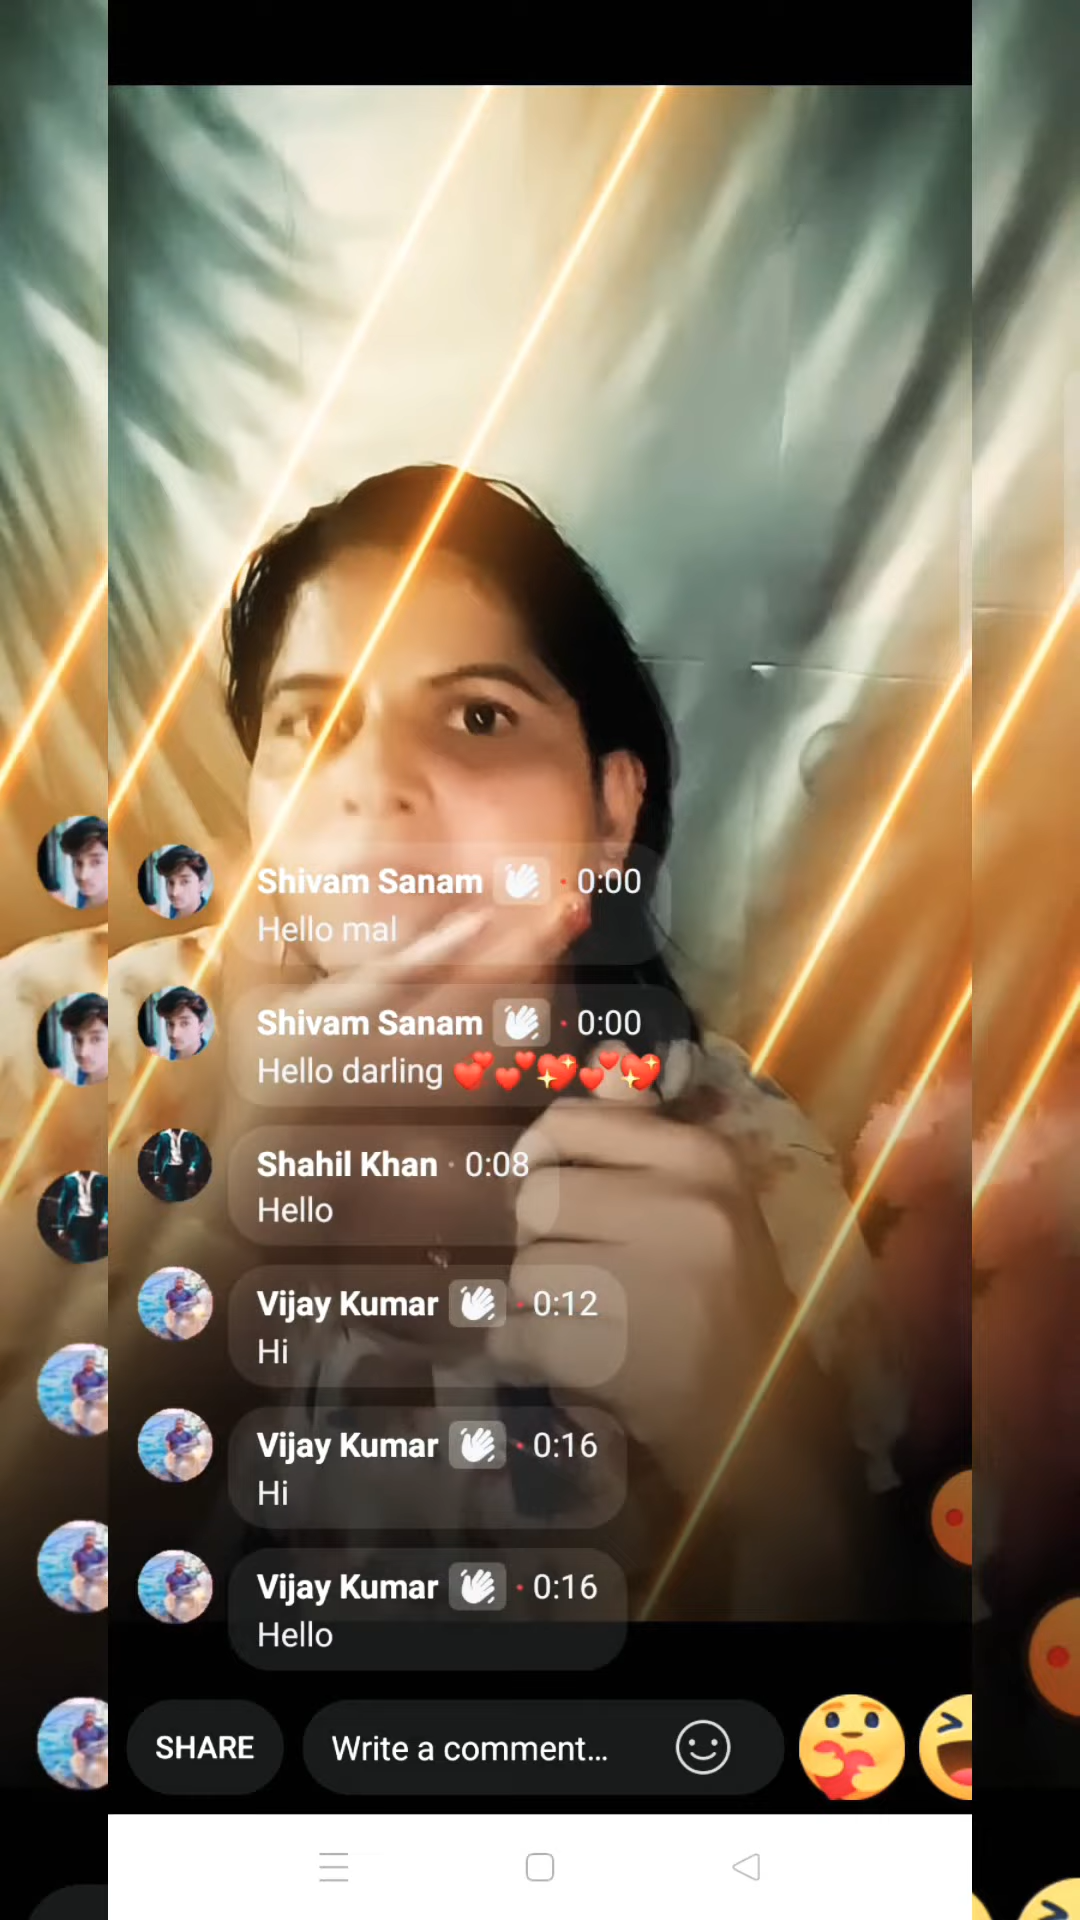 Shivam Sanam 👋 · 0:00
Hello mal
Shivam Sanam 👋 · 0:00
Hello darling 💕💕💖💕💖
Shahil Khan · 0:08
Hello
Vijay Kumar 👋 · 0:12
Hi
Vijay Kumar 👋 · 0:16
Hi
Vijay Kumar 👋 · 0:16
Hello
SHARE
Write a comment...